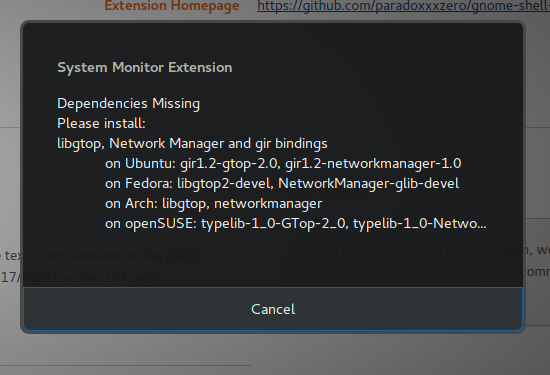 Extension Homepage https://github.com/paradoxxxzero/gnome-shell-
System Monitor Extension
Dependencies Missing
Please install:
libgtop, Network Manager and gir bindings
on Ubuntu: gir1.2-gtop-2.0, gir1.2-networkmanager-1.0
on Fedora: libgtop2-devel, NetworkManager-glib-devel
on Arch: libgtop, networkmanager
on openSUSE: typelib-1_0-GTop-2_0, typelib-1_0-Netwo...
Cancel